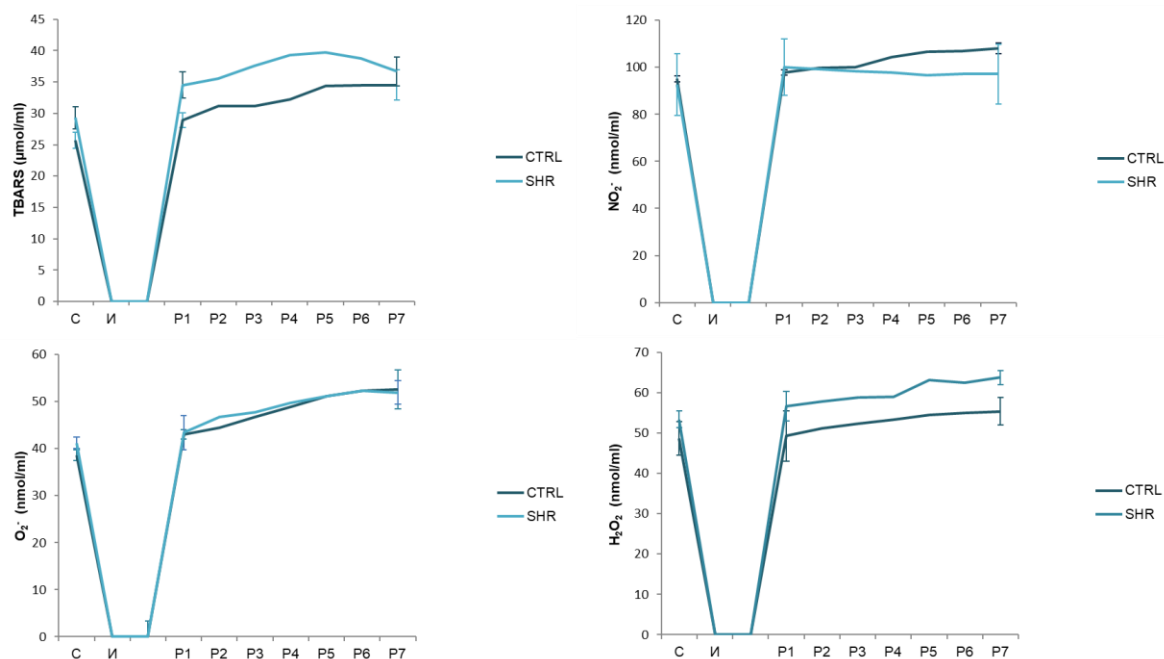 TBARS (µmol/ml)
45
40
35
30
25
20
15
10
5
0
С И P1 P2 P3 P4 P5 P6 P7
CTRL
SHR
NO₂⁻ (nmol/ml)
120
100
80
60
40
20
0
С И P1 P2 P3 P4 P5 P6 P7
CTRL
SHR
O₂⁻ (nmol/ml)
60
50
40
30
20
10
0
С И P1 P2 P3 P4 P5 P6 P7
CTRL
SHR
H₂O₂ (nmol/ml)
70
60
50
40
30
20
10
0
С И P1 P2 P3 P4 P5 P6 P7
CTRL
SHR